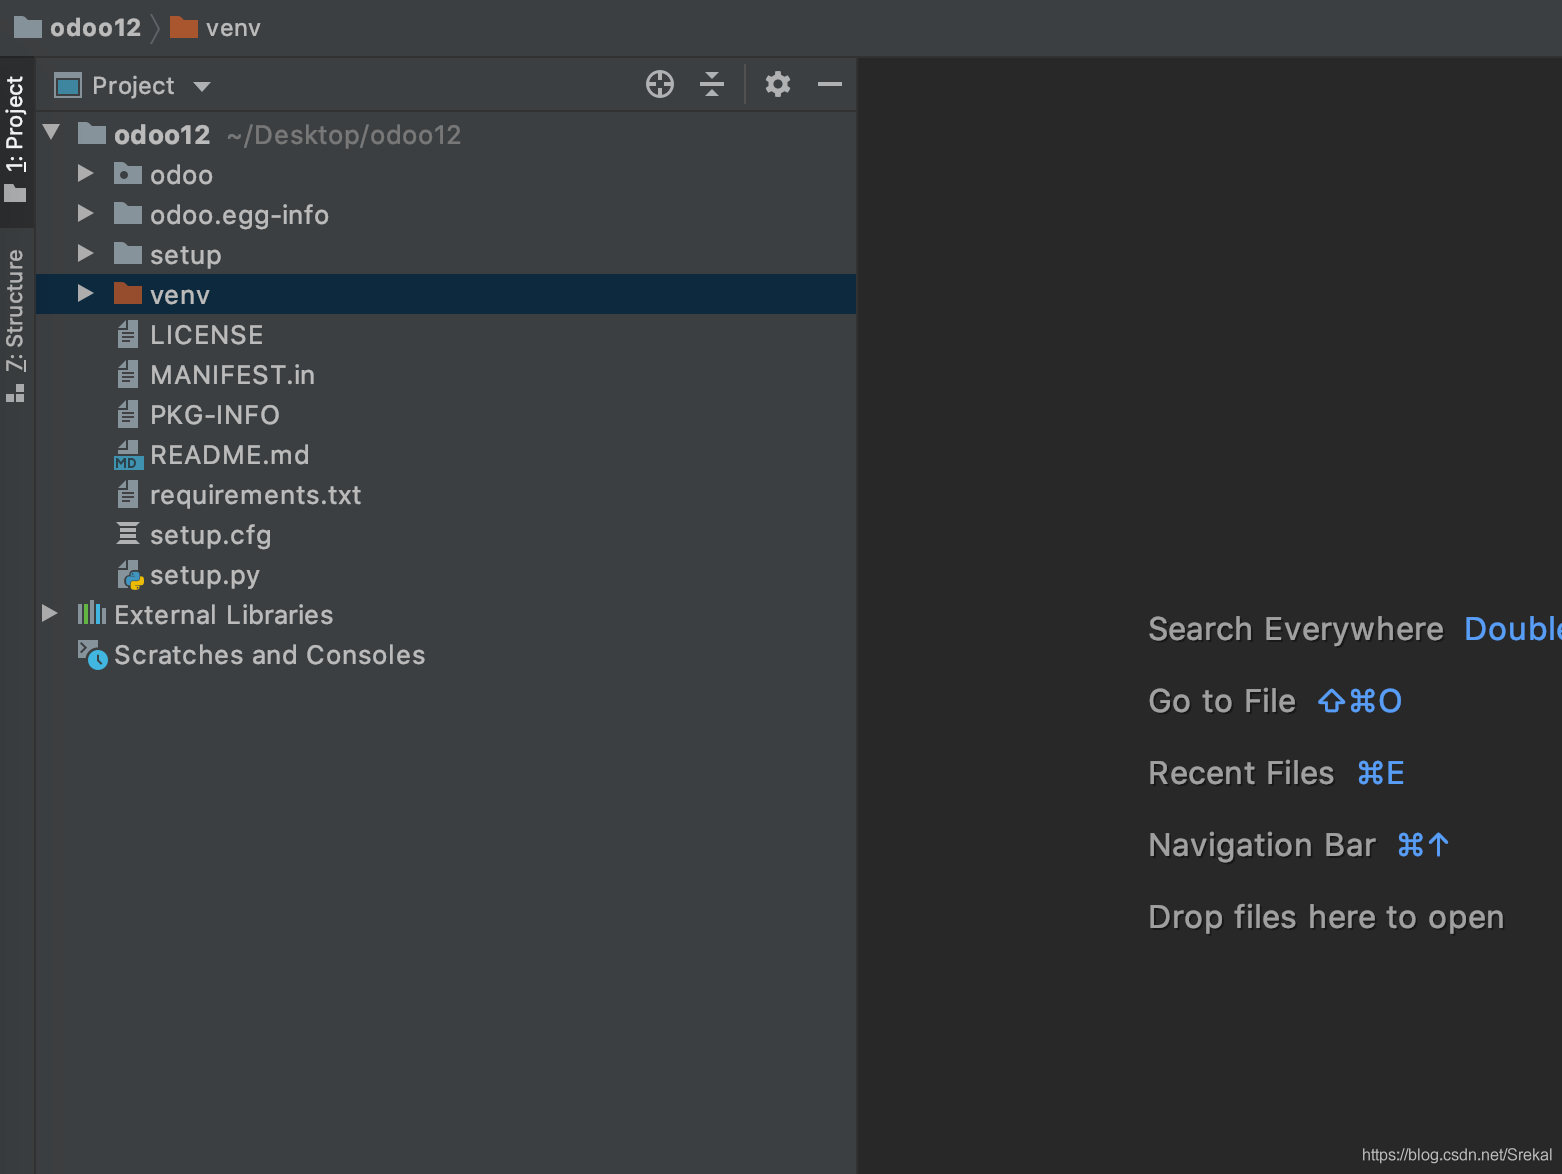 odoo12 venv
1: Project
7: Structure
Project
odoo12 ~/Desktop/odoo12
odoo
odoo.egg-info
setup
venv
LICENSE
MANIFEST.in
PKG-INFO
MD README.md
requirements.txt
setup.cfg
setup.py
External Libraries
Scratches and Consoles
Search Everywhere Double
Go to File ⇧⌘O
Recent Files ⌘E
Navigation Bar ⌘↑
Drop files here to open
https://blog.csdn.net/Srekal